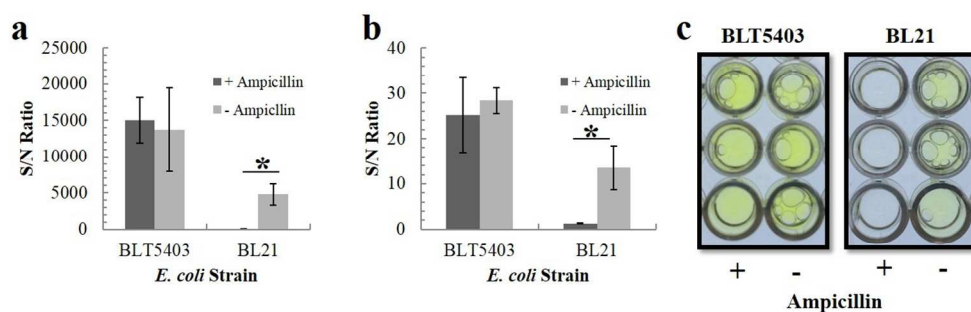 a
25000
20000
15000
10000
5000
0
S/N Ratio
+ Ampicillin
- Ampicillin
*
BLT5403 BL21
E. coli Strain
b
40
30
20
10
0
S/N Ratio
+ Ampicillin
- Ampicillin
*
BLT5403 BL21
E. coli Strain
c
BLT5403 BL21
+ - + -
Ampicillin